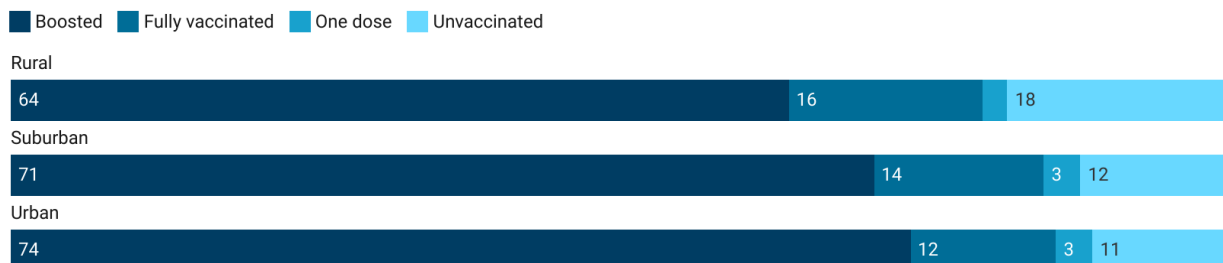 Boosted Fully vaccinated One dose Unvaccinated
Rural
64 16 18
Suburban
71 14 3 12
Urban
74 12 3 11